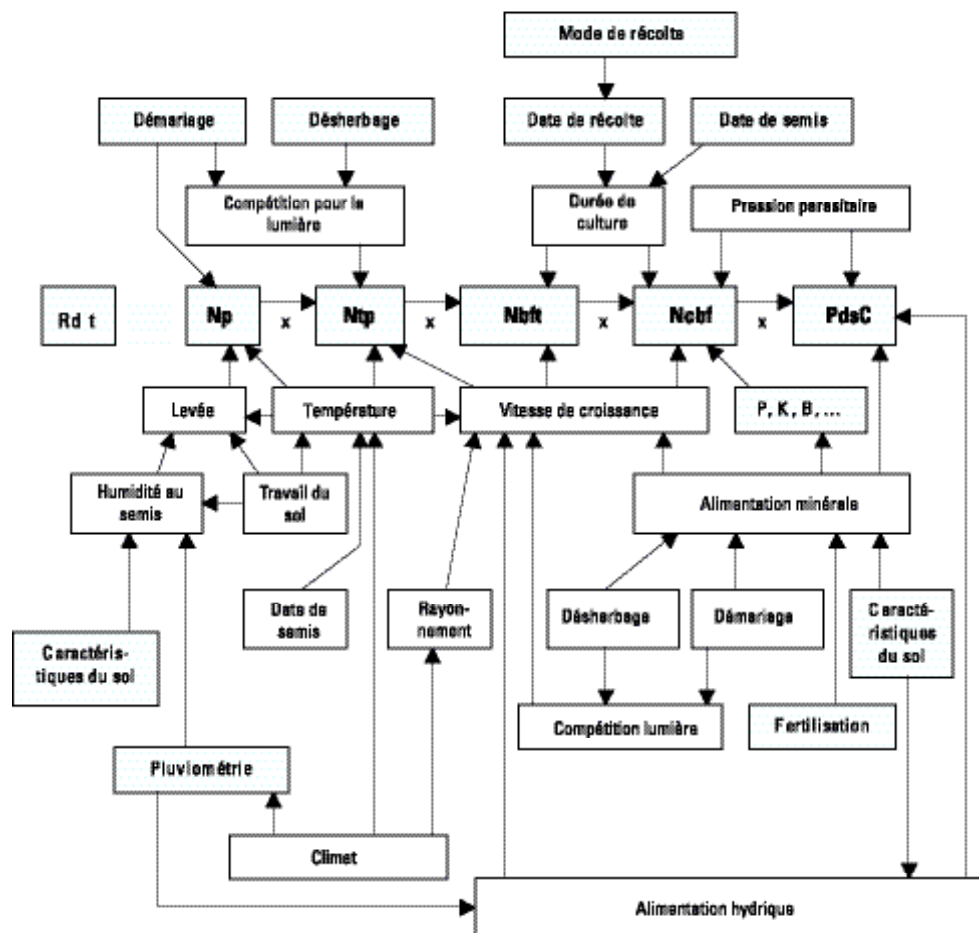 Mode de récolte
Démariage
Désherbage
Date de récolte
Date de semis
Compétition pour la
lumière
Durée de
culture
Pression parasitaire
Rd t
Np
x
Ntp
x
Nbft
x
Ncbf
x
PdsC
Levée
Température
Vitesse de croissance
P, K, B, ...
Humidité au
semis
Travail du
sol
Alimentation minérale
Date de
semis
Rayon-
nement
Désherbage
Démariage
Caracté-
ristiques
du sol
Caractéris-
tiques du sol
Compétition lumière
Fertilisation
Pluviométrie
Climat
Alimentation hydrique